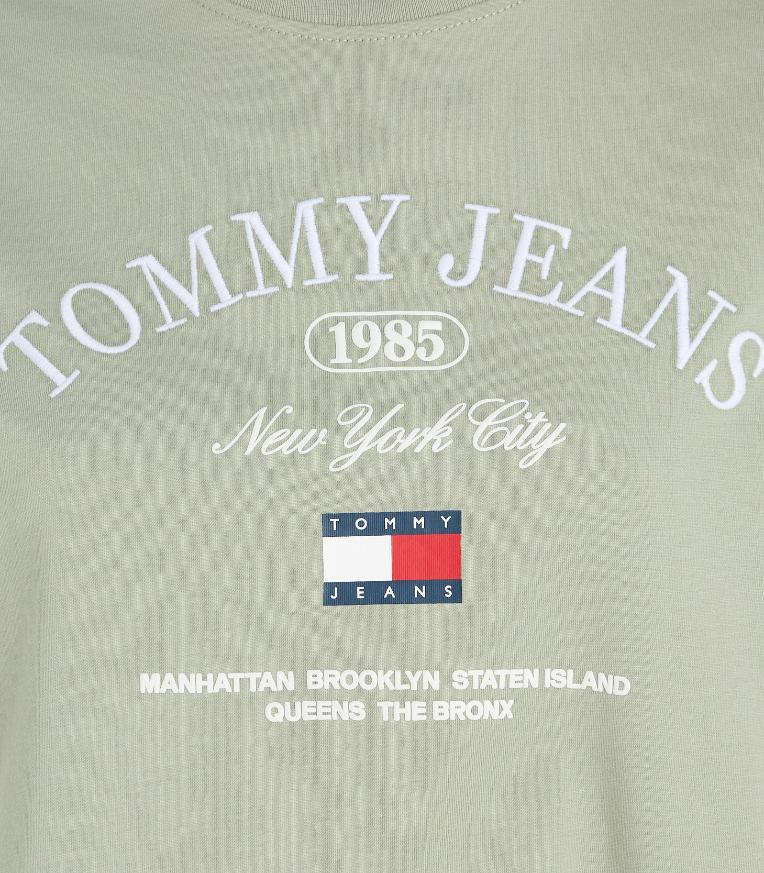 TOMMY JEANS
1985
New York City
TOMMY
JEANS
MANHATTAN BROOKLYN STATEN ISLAND
QUEENS THE BRONX